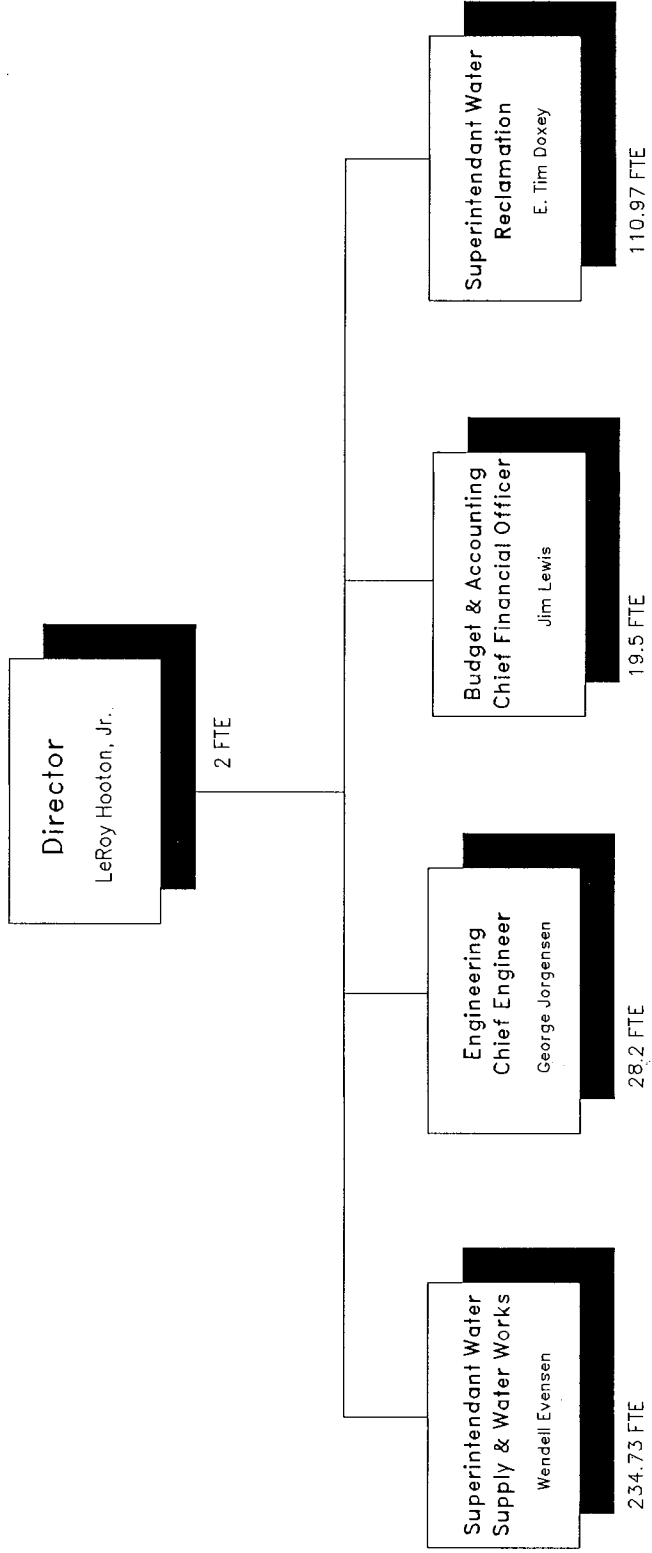 Director
LeRoy Hooton, Jr.
2 FTE
Superintendant Water
Supply & Water Works
Wendell Evensen
234.73 FTE
Engineering
Chief Engineer
George Jorgensen
28.2 FTE
Budget & Accounting
Chief Financial Officer
Jim Lewis
19.5 FTE
Superintendant Water
Reclamation
E. Tim Doxey
110.97 FTE